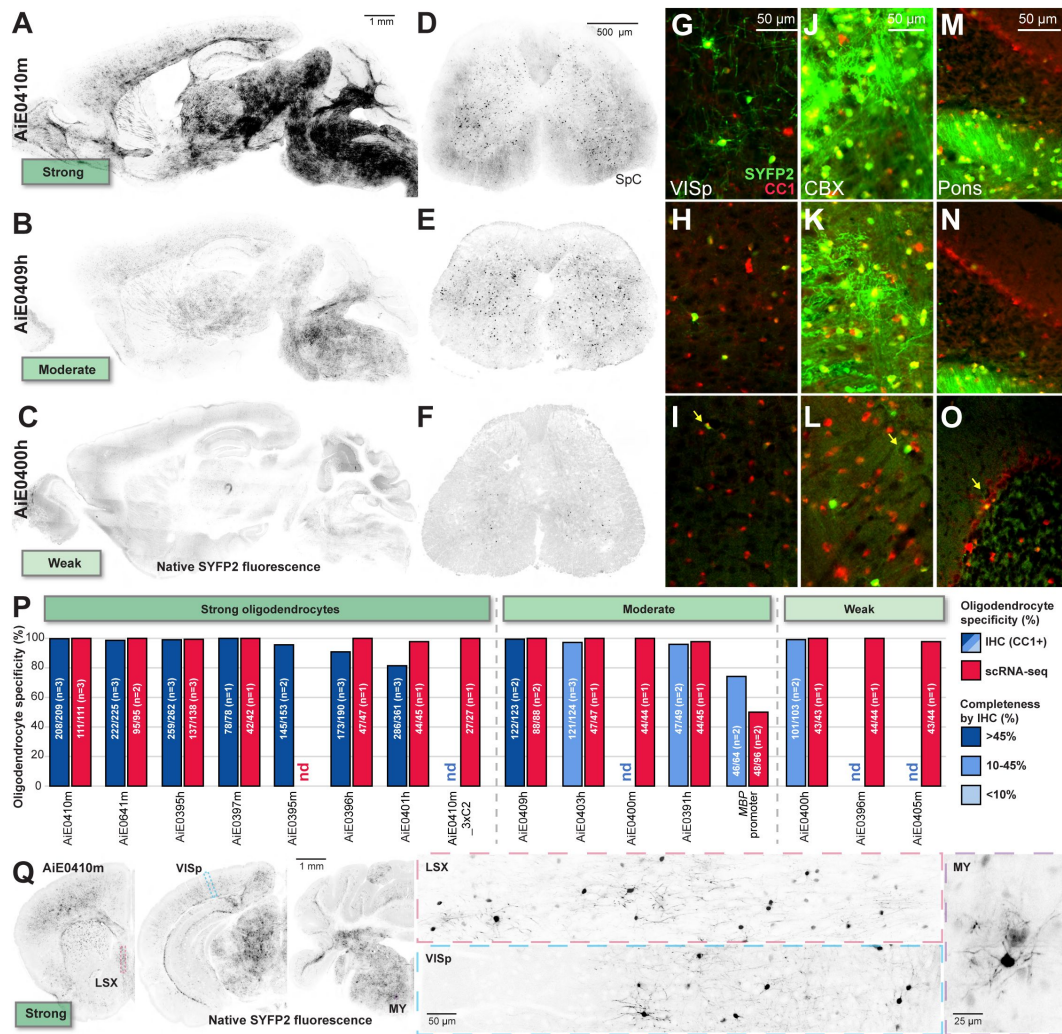 A
AiE0410m
Strong
1 mm
D
500 µm
SpC
G
50 µm
VISp
SYFP2
CC1
J
50 µm
CBX
M
50 µm
Pons
B
AiE0409h
Moderate
E
H
K
N
C
AiE0400h
Weak
Native SYFP2 fluorescence
F
I
L
O
P
Strong oligodendrocytes
Moderate
Weak
Oligodendrocyte specificity (%)
100
80
60
40
20
0
208/209 (n=3)
111/111 (n=3)
222/225 (n=3)
95/95 (n=2)
259/262 (n=3)
137/138 (n=3)
78/78 (n=1)
42/42 (n=1)
145/153 (n=2)
nd
173/190 (n=3)
47/47 (n=1)
286/361 (n=3)
44/45 (n=1)
nd
27/27 (n=1)
122/123 (n=2)
88/88 (n=2)
121/124 (n=3)
47/47 (n=1)
nd
44/44 (n=1)
47/49 (n=2)
44/45 (n=1)
46/64 (n=2)
48/96 (n=2)
101/103 (n=2)
43/43 (n=1)
nd
44/44 (n=1)
nd
43/44 (n=1)
AiE0410m
AiE0641m
AiE0395h
AiE0397m
AiE0395m
AiE0396h
AiE0401h
AiE0410m
_3xC2
AiE0409h
AiE0403h
AiE0400m
AiE0391h
MBP
promoter
AiE0400h
AiE0396m
AiE0405m
Oligodendrocyte
specificity (%)
IHC (CC1+)
scRNA-seq
Completeness
by IHC (%)
>45%
10-45%
<10%
Q
AiE0410m
LSX
Strong
VISp
1 mm
MY
Native SYFP2 fluorescence
LSX
VISp
50 µm
MY
25 µm